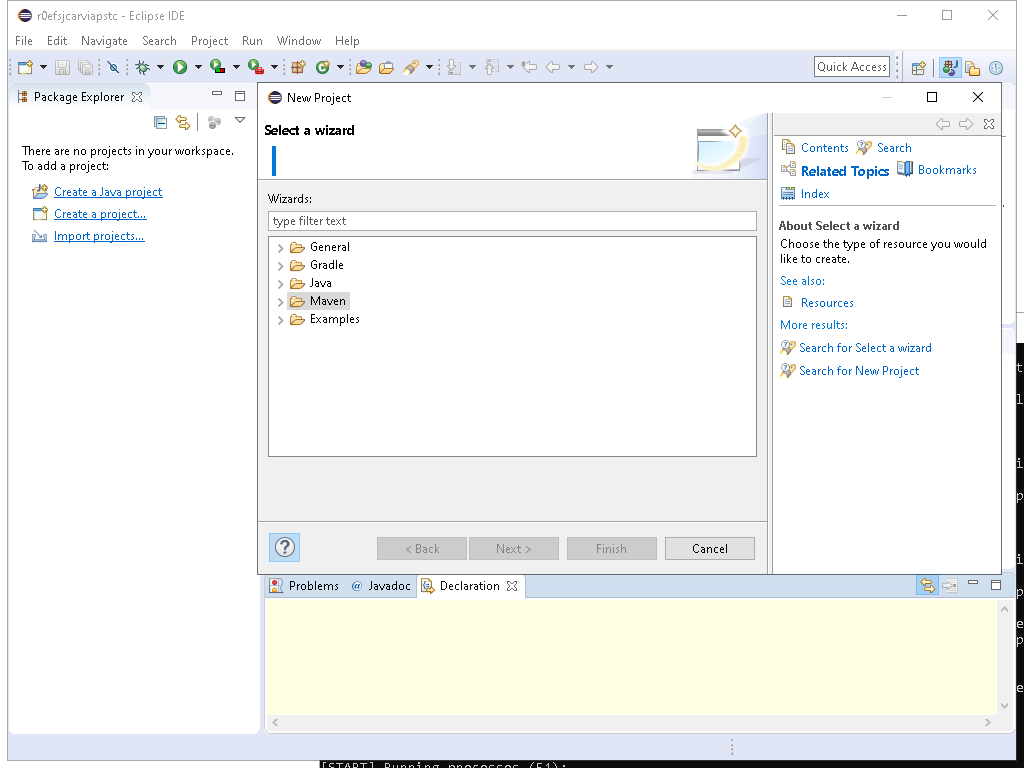 r0efsjcarviapstc - Eclipse IDE
File Edit Navigate Search Project Run Window Help
Quick Access
Package Explorer
There are no projects in your workspace.
To add a project:
Create a Java project
Create a project...
Import projects...
New Project
Select a wizard
Wizards:
type filter text
General
Gradle
Java
Maven
Examples
?
< Back Next > Finish Cancel
Contents Search
Related Topics Bookmarks
Index
About Select a wizard
Choose the type of resource you would
like to create.
See also:
Resources
More results:
Search for Select a wizard
Search for New Project
Problems @ Javadoc Declaration
[START] Running processes (51):